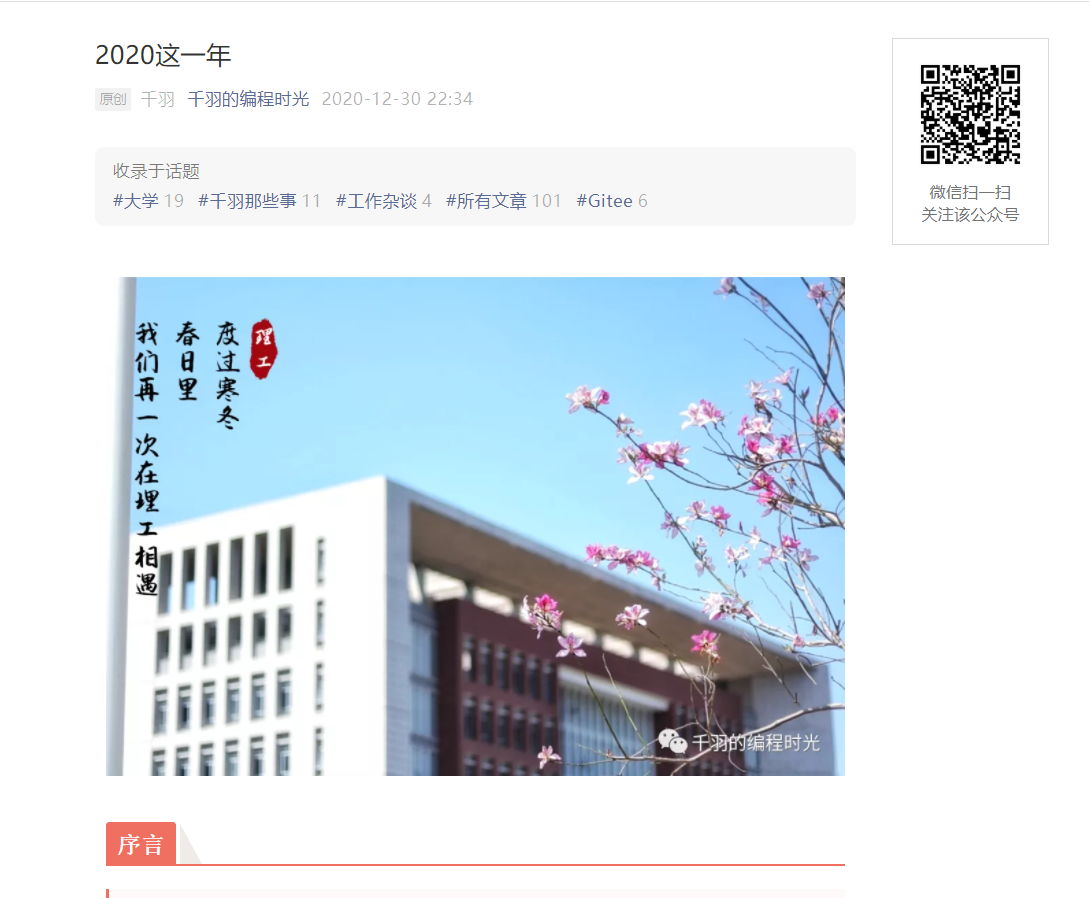 2020这一年
原创 千羽 千羽的编程时光 2020-12-30 22:34
收录于话题
#大学 19 #千羽那些事 11 #工作杂谈 4 #所有文章 101 #Gitee 6
微信扫一扫
关注该公众号
理工
度过寒冬
春日里
我们再一次在理工相遇
千羽的编程时光
序言